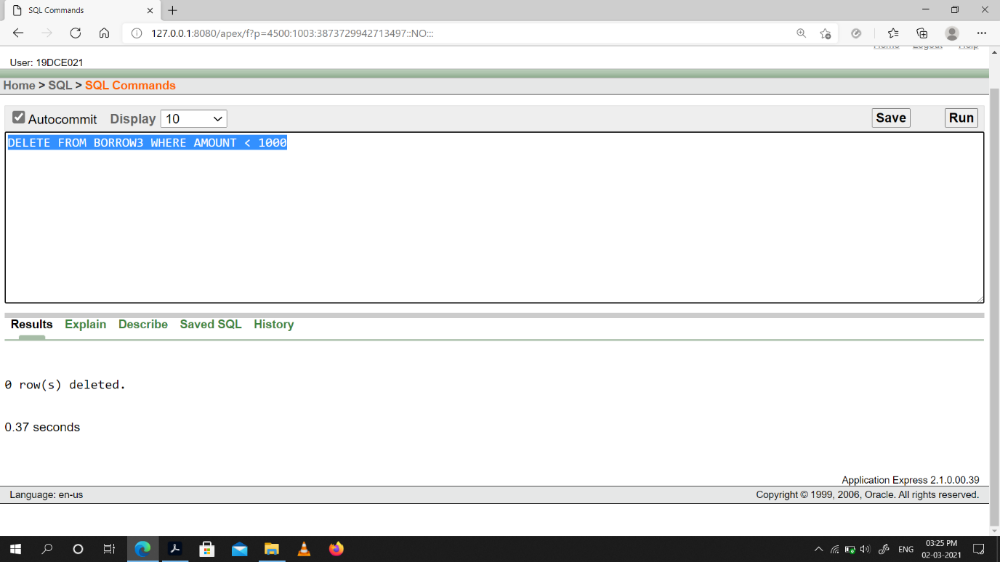 SQL Commands
127.0.0.1:8080/apex/f?p=4500:1003:3873729942713497::NO:::
Home Logout Help
User: 19DCE021
Home > SQL > SQL Commands
Autocommit Display 10 Save Run
DELETE FROM BORROW3 WHERE AMOUNT < 1000
Results Explain Describe Saved SQL History
0 row(s) deleted.
0.37 seconds
Application Express 2.1.0.00.39
Language: en-us Copyright © 1999, 2006, Oracle. All rights reserved.
ENG 03:25 PM
02-03-2021